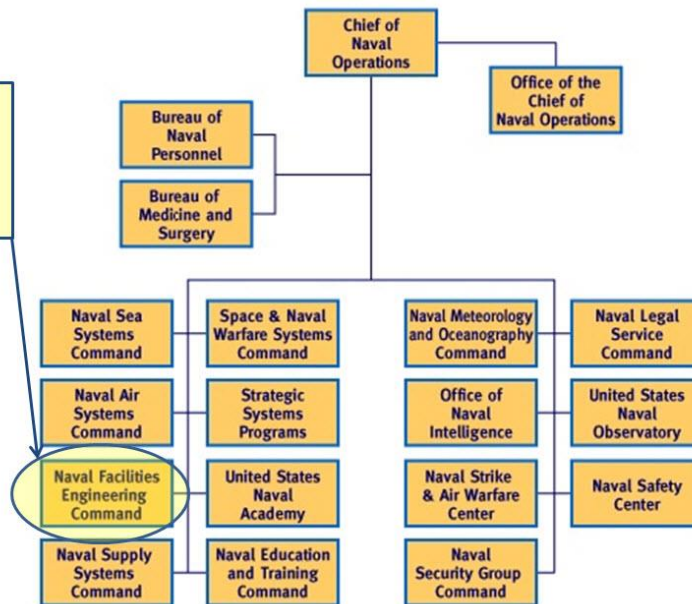 Chief of
Naval
Operations
Office of the
Chief of
Naval Operations
Bureau of
Naval
Personnel
Bureau of
Medicine and
Surgery
Naval Sea
Systems
Command
Space & Naval
Warfare Systems
Command
Naval Meteorology
and Oceanography
Command
Naval Legal
Service
Command
Naval Air
Systems
Command
Strategic
Systems
Programs
Office of
Naval
Intelligence
United States
Naval
Observatory
Naval Facilities
Engineering
Command
United States
Naval
Academy
Naval Strike
& Air Warfare
Center
Naval Safety
Center
Naval Supply
Systems
Command
Naval Education
and Training
Command
Naval
Security Group
Command